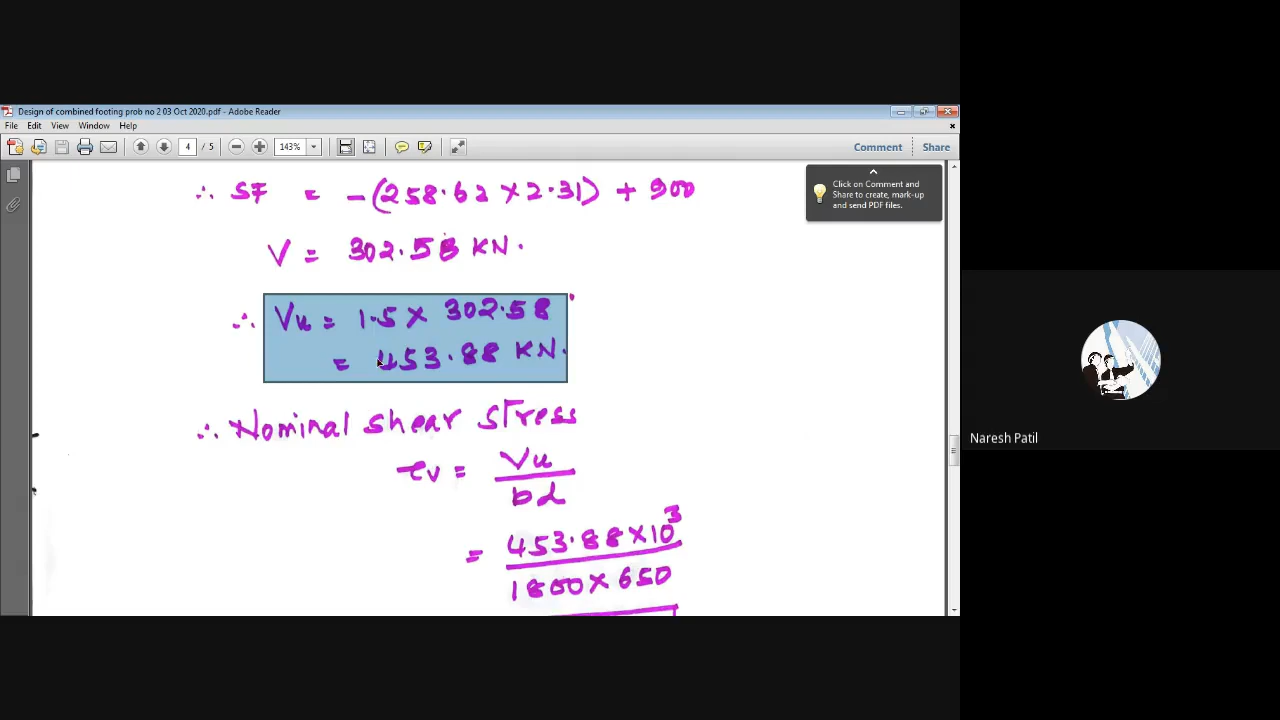 Design of combined footing prob no 2 03 Oct 2020.pdf - Adobe Reader
File Edit View Window Help
4 / 5 143% Comment Share
Click on Comment and
Share to create, mark-up
and send PDF files.
∴ SF = -(258.62 × 2.31) + 900
V = 302.58 KN.
∴ Vu = 1.5 × 302.58
= 453.88 KN.
∴ Nominal shear stress
τv = Vu / bd
= 453.88×10³ / 1800×650
Naresh Patil